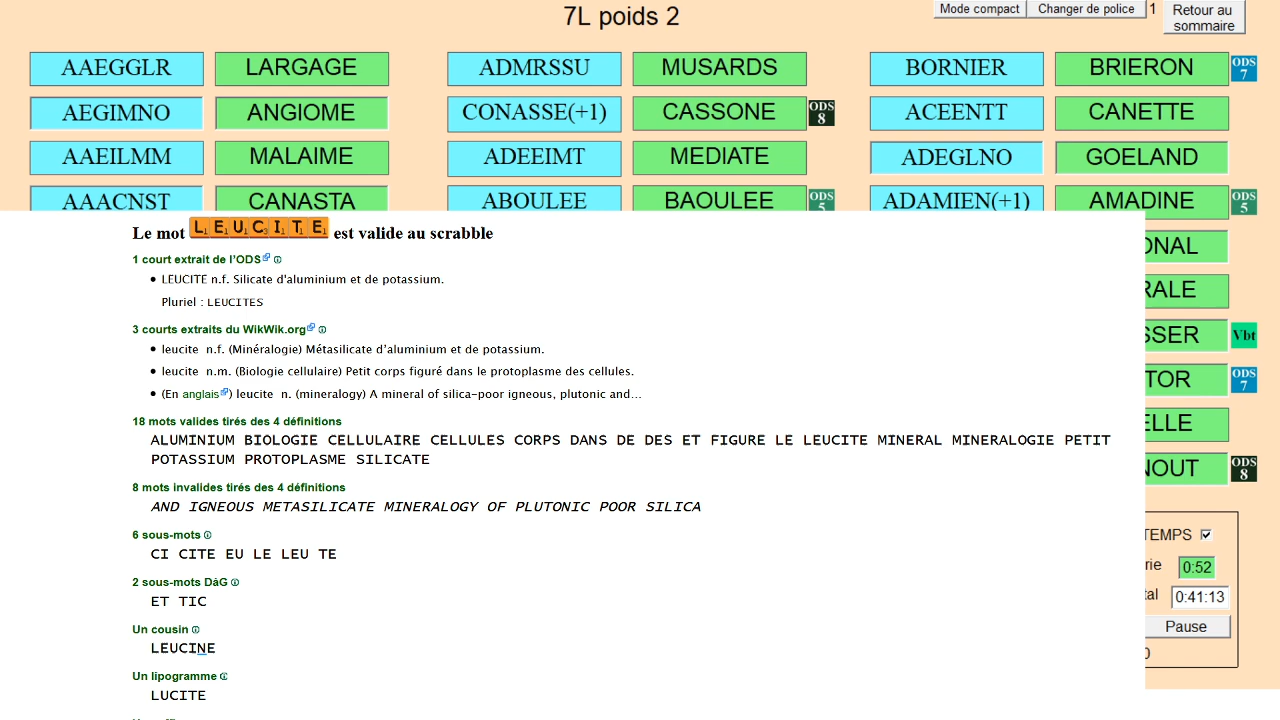 7L poids 2
Mode compact Changer de police 1 Retour au sommaire
AAEGGLR LARGAGE ADMRSSU MUSARDS BORNIER BRIERON ODS 7
AEGIMNO ANGIOME CONASSE(+1) CASSONE ODS 8 ACEENTT CANETTE
AAEILMM MALAIME ADEEIMT MEDIATE ADEGLNO GOELAND
AAACNST CANASTA ABOULEE BAOULEE ODS 5 ADAMIEN(+1) AMADINE ODS 5
Le mot LEUCITE est valide au scrabble
1 court extrait de l'ODS
• LEUCITE n.f. Silicate d'aluminium et de potassium.
Pluriel : LEUCITES
3 courts extraits du WikWik.org
• leucite n.f. (Minéralogie) Métasilicate d’aluminium et de potassium.
• leucite n.m. (Biologie cellulaire) Petit corps figuré dans le protoplasme des cellules.
• (En anglais) leucite n. (mineralogy) A mineral of silica-poor igneous, plutonic and…
18 mots valides tirés des 4 définitions
ALUMINIUM BIOLOGIE CELLULAIRE CELLULES CORPS DANS DE DES ET FIGURE LE LEUCITE MINERAL MINERALOGIE PETIT
POTASSIUM PROTOPLASME SILICATE
8 mots invalides tirés des 4 définitions
AND IGNEOUS METASILICATE MINERALOGY OF PLUTONIC POOR SILICA
6 sous-mots
CI CITE EU LE LEU TE
2 sous-mots DàG
ET TIC
Un cousin
LEUCINE
Un lipogramme
LUCITE
ONAL
RALE
SSER Vbt
TOR ODS 7
ELLE
NOUT ODS 8
TEMPS
rie 0:52
tal 0:41:13
Pause